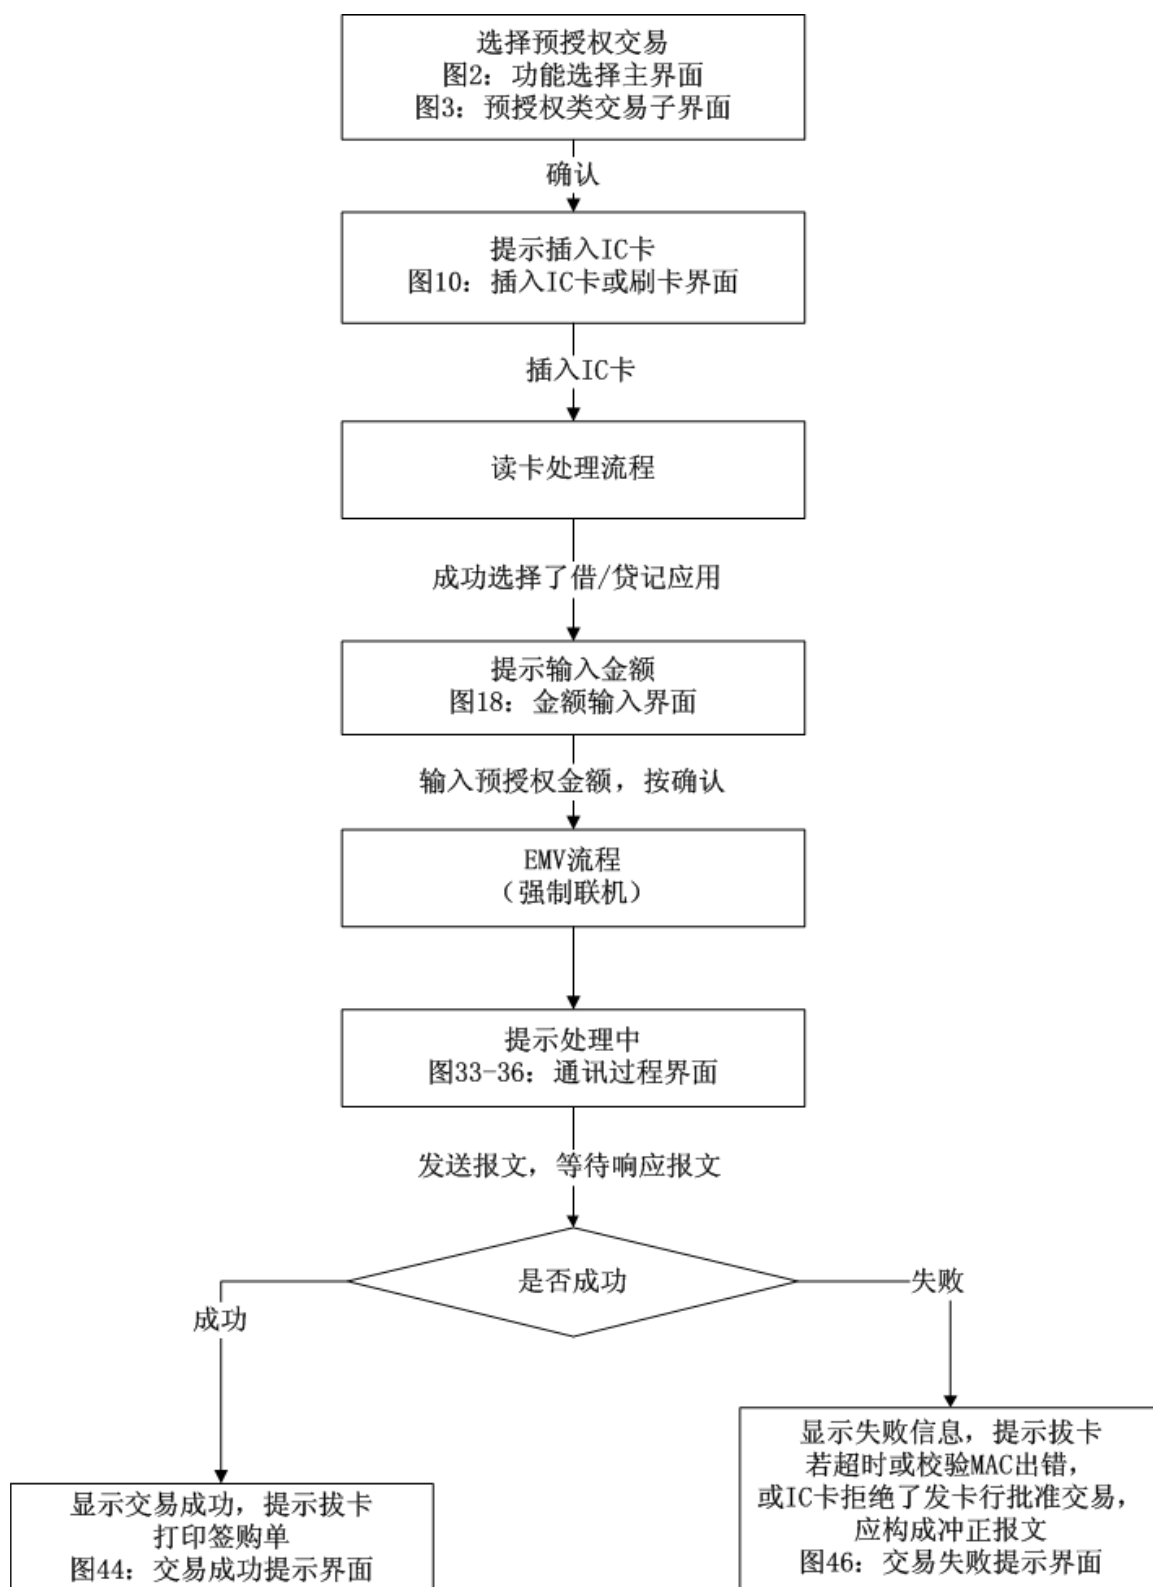 选择预授权交易
图2：功能选择主界面
图3：预授权类交易子界面
确认
提示插入IC卡
图10：插入IC卡或刷卡界面
插入IC卡
读卡处理流程
成功选择了借/贷记应用
提示输入金额
图18：金额输入界面
输入预授权金额，按确认
EMV流程
（强制联机）
提示处理中
图33-36：通讯过程界面
发送报文，等待响应报文
是否成功
成功
失败
显示交易成功，提示拔卡
打印签购单
图44：交易成功提示界面
显示失败信息，提示拔卡
若超时或校验MAC出错，
或IC卡拒绝了发卡行批准交易，
应构成冲正报文
图46：交易失败提示界面